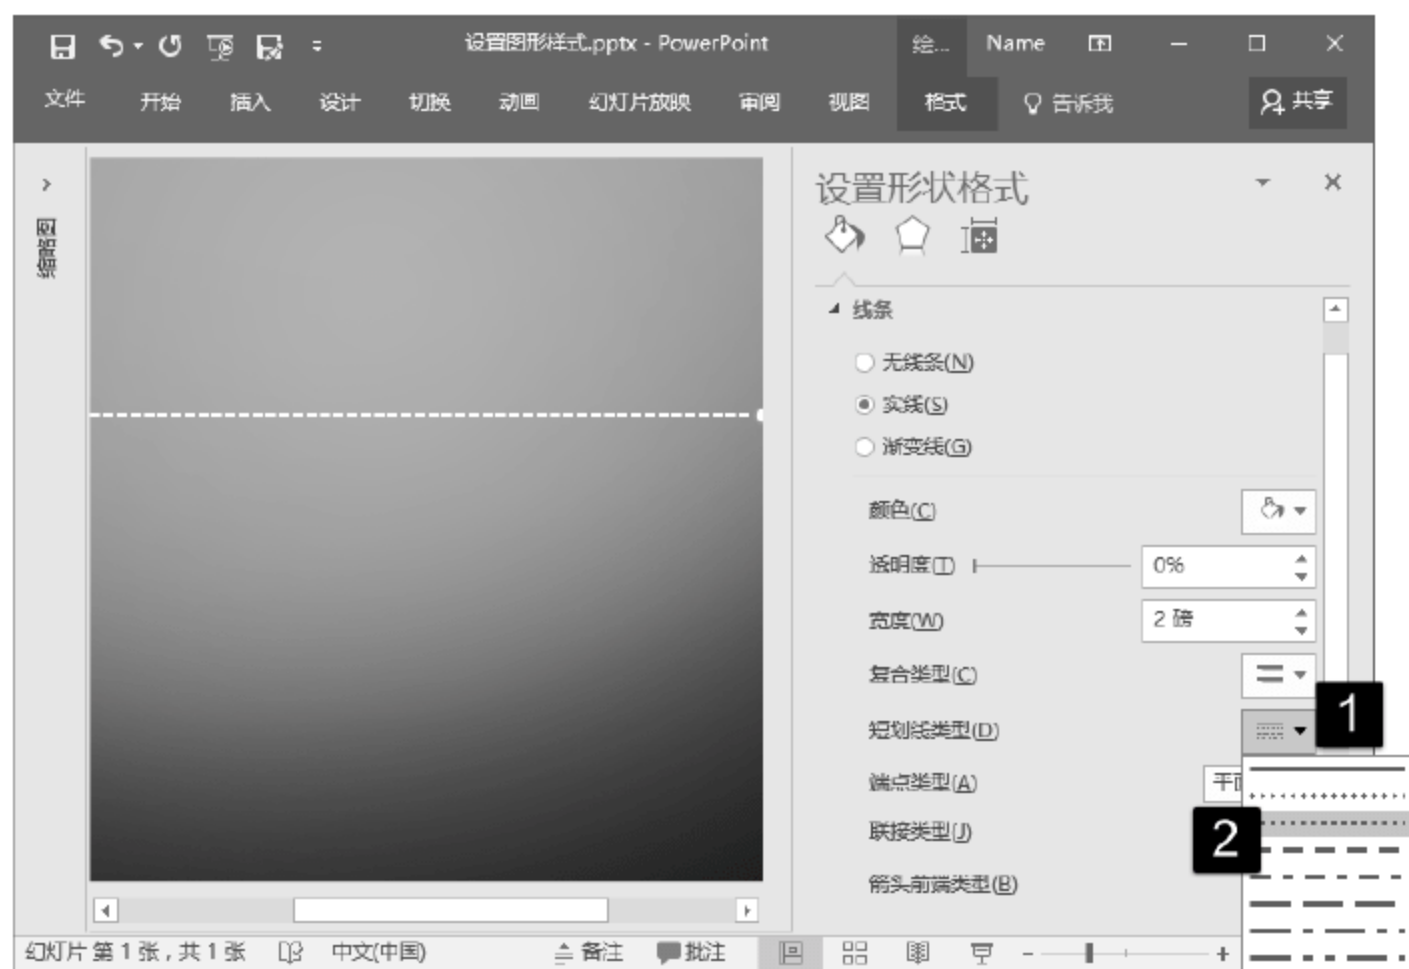 设置图形样式.pptx - PowerPoint
绘...
Name
文件 开始 插入 设计 切换 动画 幻灯片放映 审阅 视图 格式 告诉我 共享
缩略图
设置形状格式
线条
无线条(N)
实线(S)
渐变线(G)
颜色(C)
透明度(T) 0%
宽度(W) 2 磅
复合类型(C)
1
短划线类型(D)
端点类型(A) 平
2
联接类型(J)
箭头前端类型(B)
幻灯片 第 1 张，共 1 张 中文(中国) 备注 批注